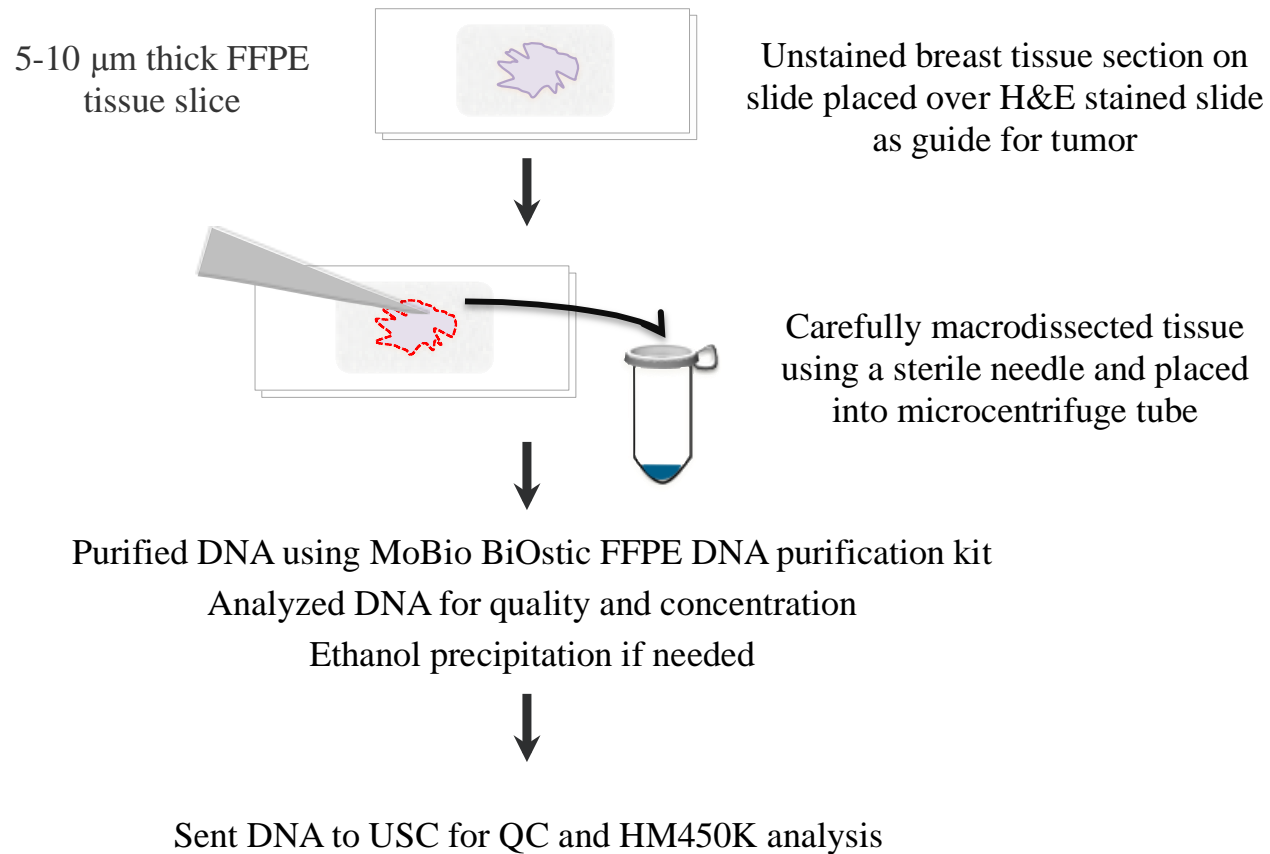 5-10 μm thick FFPE
tissue slice
Unstained breast tissue section on
slide placed over H&E stained slide
as guide for tumor
Carefully macrodissected tissue
using a sterile needle and placed
into microcentrifuge tube
Purified DNA using MoBio BiOstic FFPE DNA purification kit
Analyzed DNA for quality and concentration
Ethanol precipitation if needed
Sent DNA to USC for QC and HM450K analysis